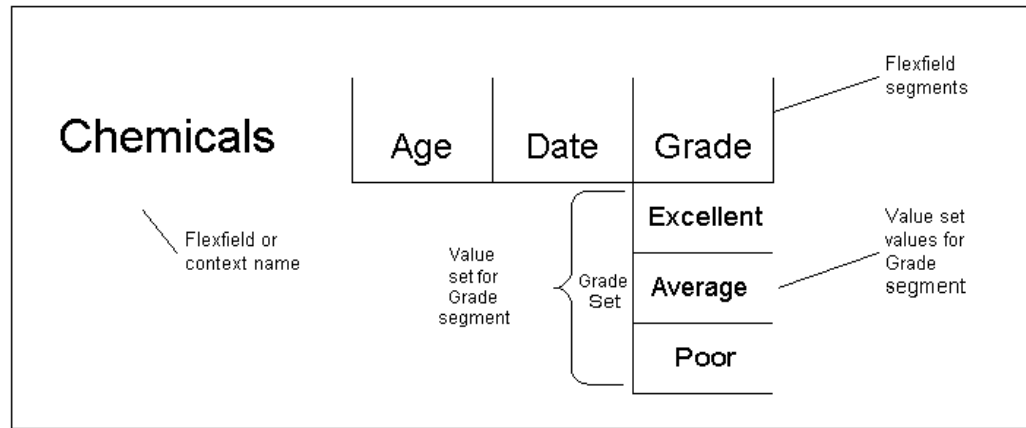 Flexfield
segments
Chemicals
Age
Date
Grade
Excellent
Flexfield or
context name
Value
set for
Grade
segment
Grade
Set
Average
Value set
values for
Grade
segment
Poor